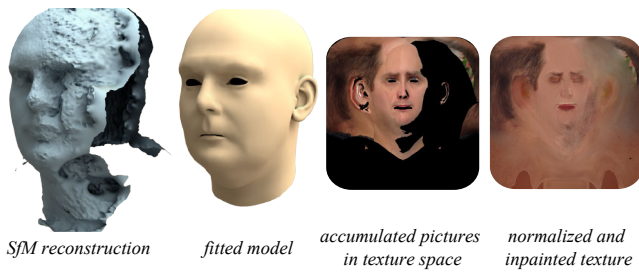 SfM reconstruction
fitted model
accumulated pictures
in texture space
normalized and
inpainted texture